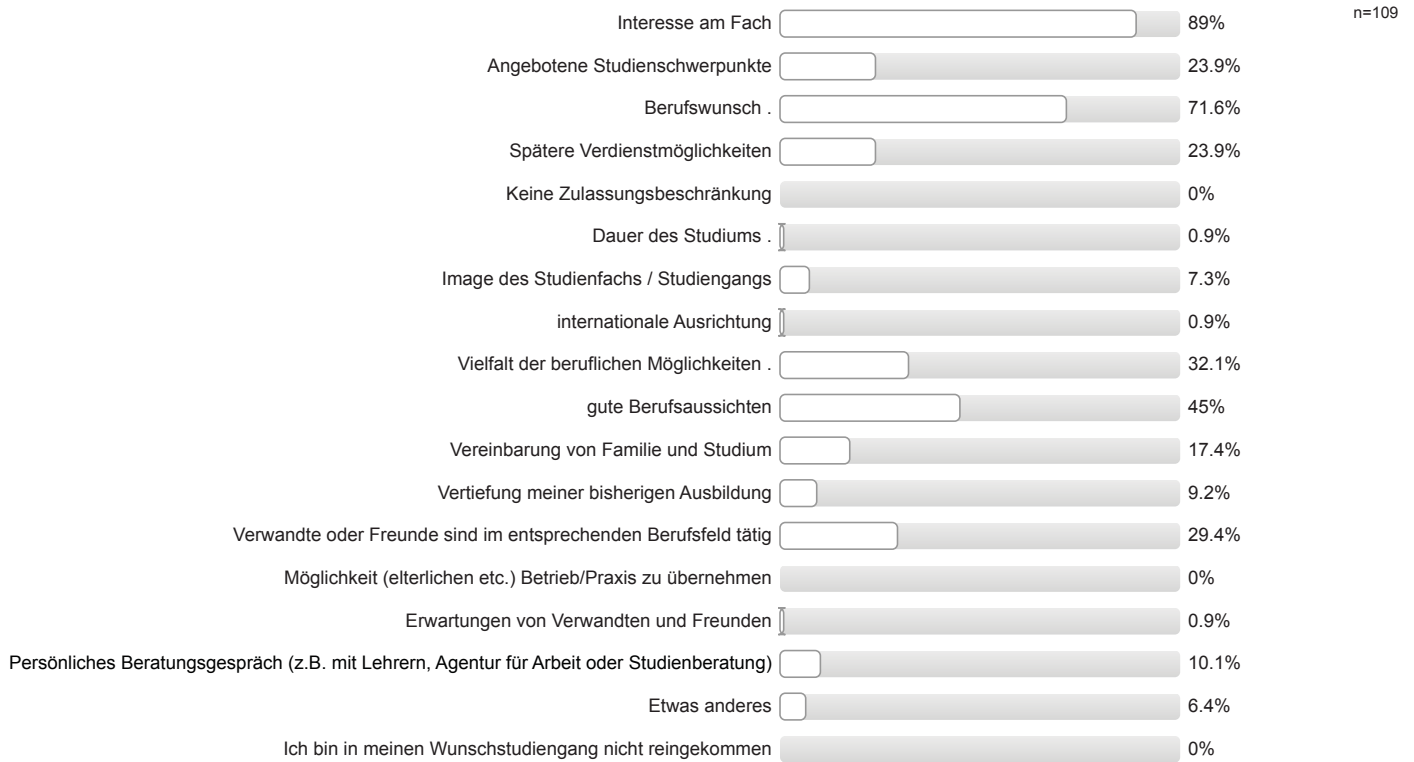 n=109
Interesse am Fach 89%
Angebotene Studienschwerpunkte 23.9%
Berufswunsch . 71.6%
Spätere Verdienstmöglichkeiten 23.9%
Keine Zulassungsbeschränkung 0%
Dauer des Studiums . 0.9%
Image des Studienfachs / Studiengangs 7.3%
internationale Ausrichtung 0.9%
Vielfalt der beruflichen Möglichkeiten . 32.1%
gute Berufsaussichten 45%
Vereinbarung von Familie und Studium 17.4%
Vertiefung meiner bisherigen Ausbildung 9.2%
Verwandte oder Freunde sind im entsprechenden Berufsfeld tätig 29.4%
Möglichkeit (elterlichen etc.) Betrieb/Praxis zu übernehmen 0%
Erwartungen von Verwandten und Freunden 0.9%
Persönliches Beratungsgespräch (z.B. mit Lehrern, Agentur für Arbeit oder Studienberatung) 10.1%
Etwas anderes 6.4%
Ich bin in meinen Wunschstudiengang nicht reingekommen 0%